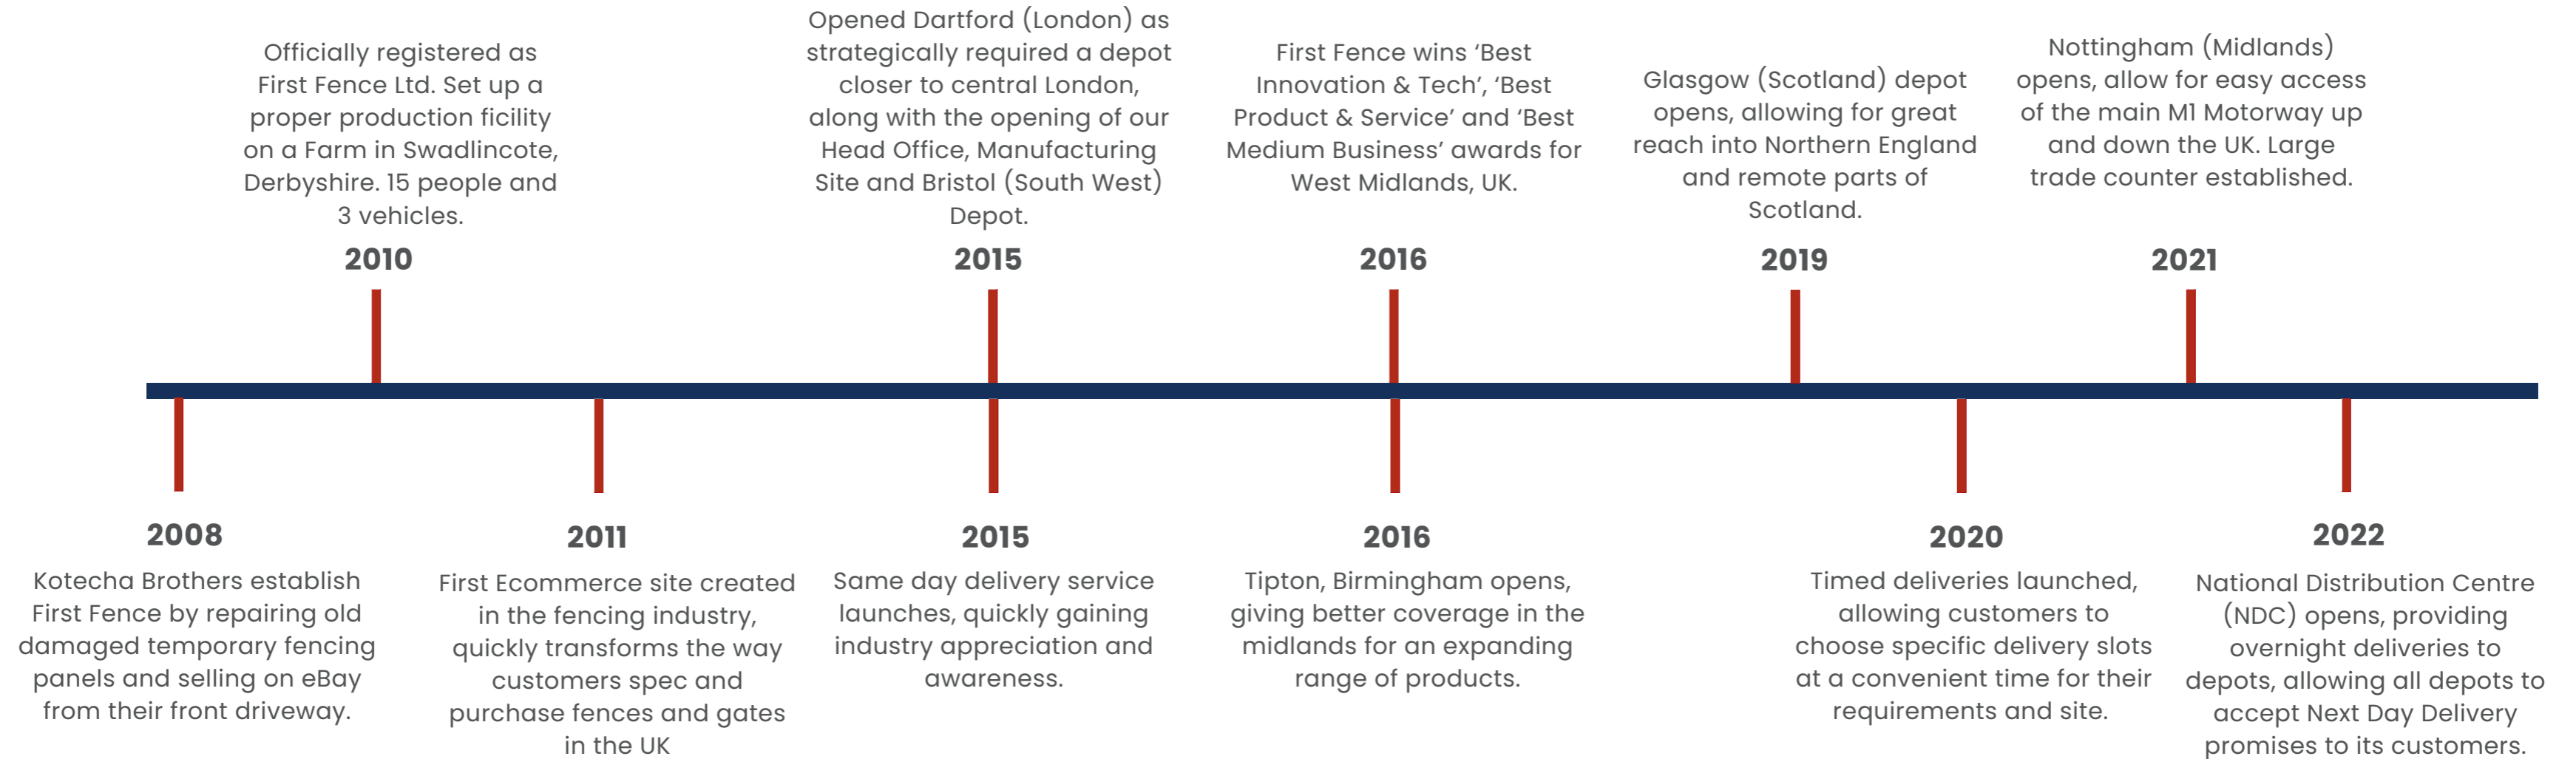 Officially registered as
First Fence Ltd. Set up a
proper production ficility
on a Farm in Swadlincote,
Derbyshire. 15 people and
3 vehicles.
2010
Opened Dartford (London) as
strategically required a depot
closer to central London,
along with the opening of our
Head Office, Manufacturing
Site and Bristol (South West)
Depot.
2015
First Fence wins ‘Best
Innovation & Tech’, ‘Best
Product & Service’ and ‘Best
Medium Business’ awards for
West Midlands, UK.
2016
Glasgow (Scotland) depot
opens, allowing for great
reach into Northern England
and remote parts of
Scotland.
2019
Nottingham (Midlands)
opens, allow for easy access
of the main M1 Motorway up
and down the UK. Large
trade counter established.
2021
2008
Kotecha Brothers establish
First Fence by repairing old
damaged temporary fencing
panels and selling on eBay
from their front driveway.
2011
First Ecommerce site created
in the fencing industry,
quickly transforms the way
customers spec and
purchase fences and gates
in the UK
2015
Same day delivery service
launches, quickly gaining
industry appreciation and
awareness.
2016
Tipton, Birmingham opens,
giving better coverage in the
midlands for an expanding
range of products.
2020
Timed deliveries launched,
allowing customers to
choose specific delivery slots
at a convenient time for their
requirements and site.
2022
National Distribution Centre
(NDC) opens, providing
overnight deliveries to
depots, allowing all depots to
accept Next Day Delivery
promises to its customers.